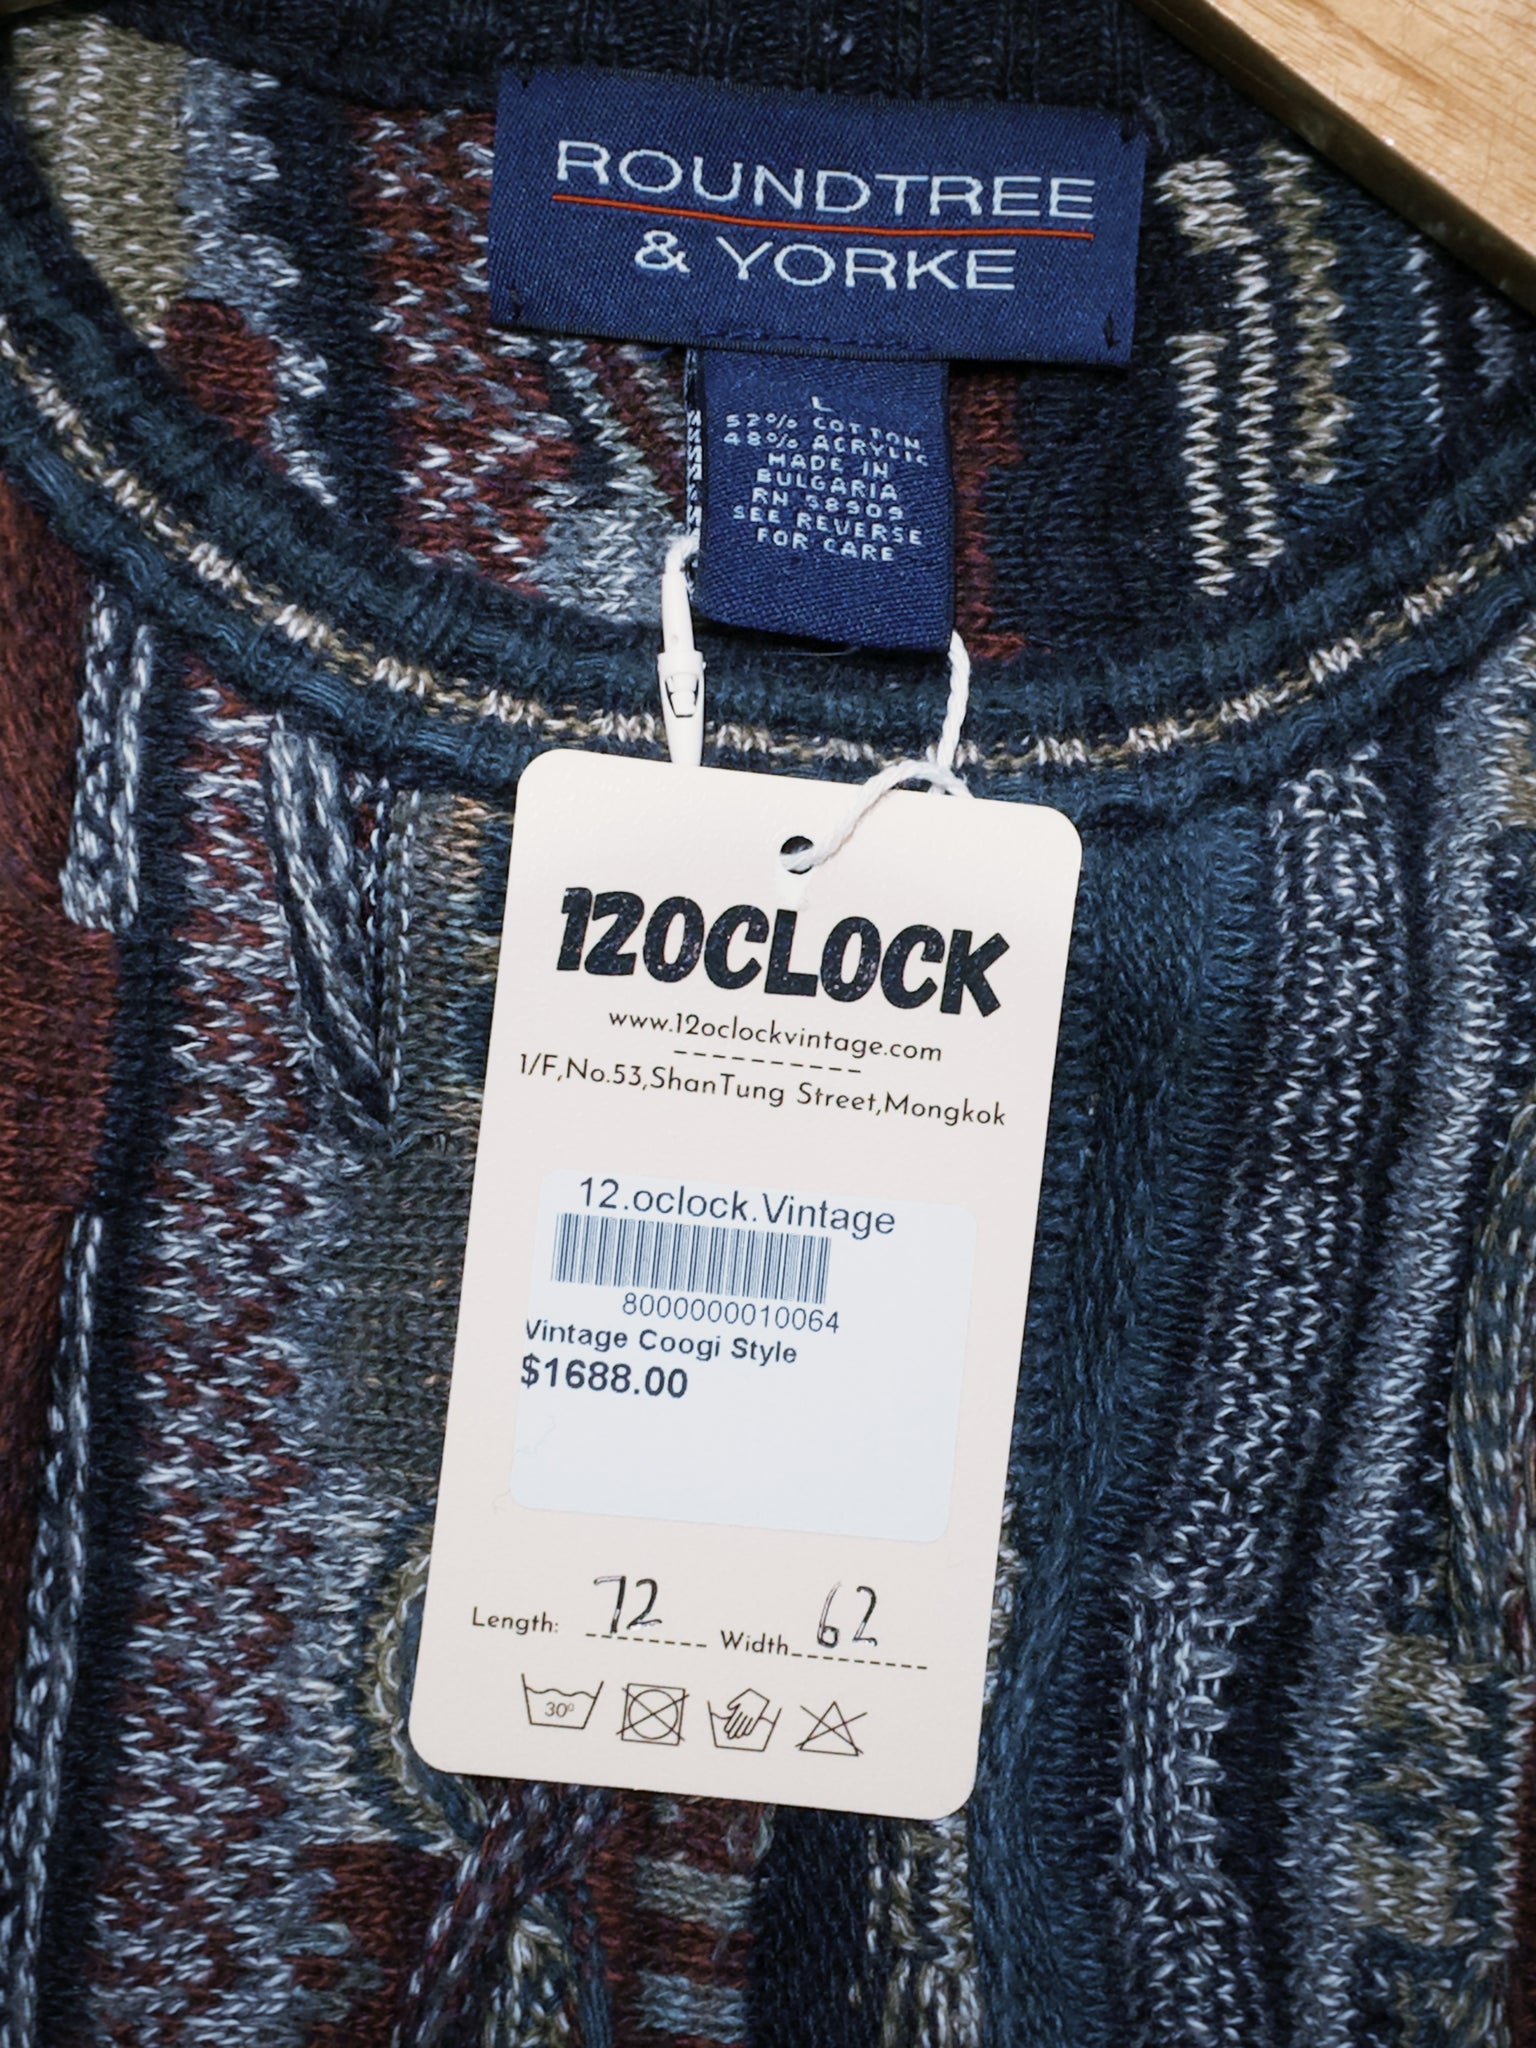 ROUNDTREE
& YORKE
L
52% COTTON
48% ACRYLIC
MADE IN
BULGARIA
RN 58909
SEE REVERSE
FOR CARE
12OCLOCK
www.12oclockvintage.com
1/F,No.53,ShanTung Street,Mongkok
12.oclock.Vintage
8000000010064
Vintage Coogi Style
$1688.00
Length: 72 Width 62
30°